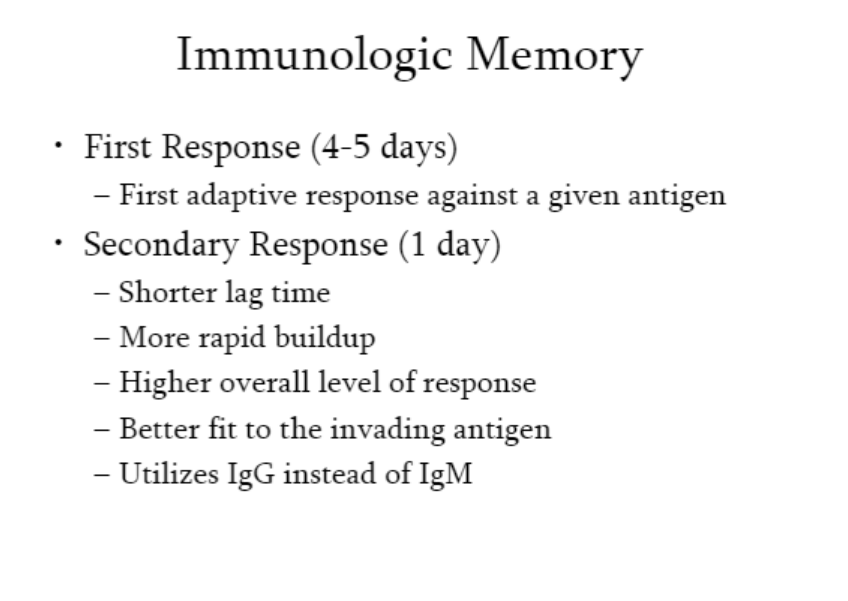 Immunologic Memory
• First Response (4-5 days)
– First adaptive response against a given antigen
• Secondary Response (1 day)
– Shorter lag time
– More rapid buildup
– Higher overall level of response
– Better fit to the invading antigen
– Utilizes IgG instead of IgM